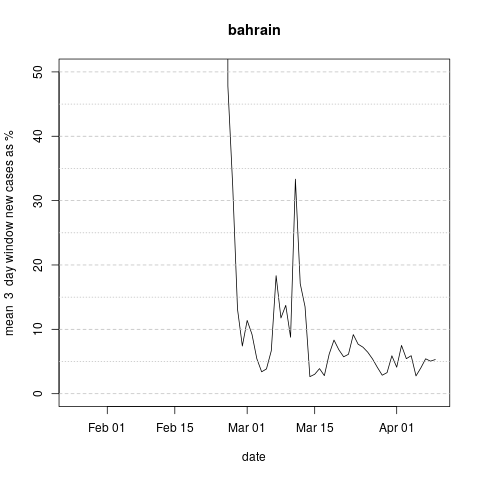 bahrain
mean 3 day window new cases as %
50
40
30
20
10
0
Feb 01
Feb 15
Mar 01
Mar 15
Apr 01
date